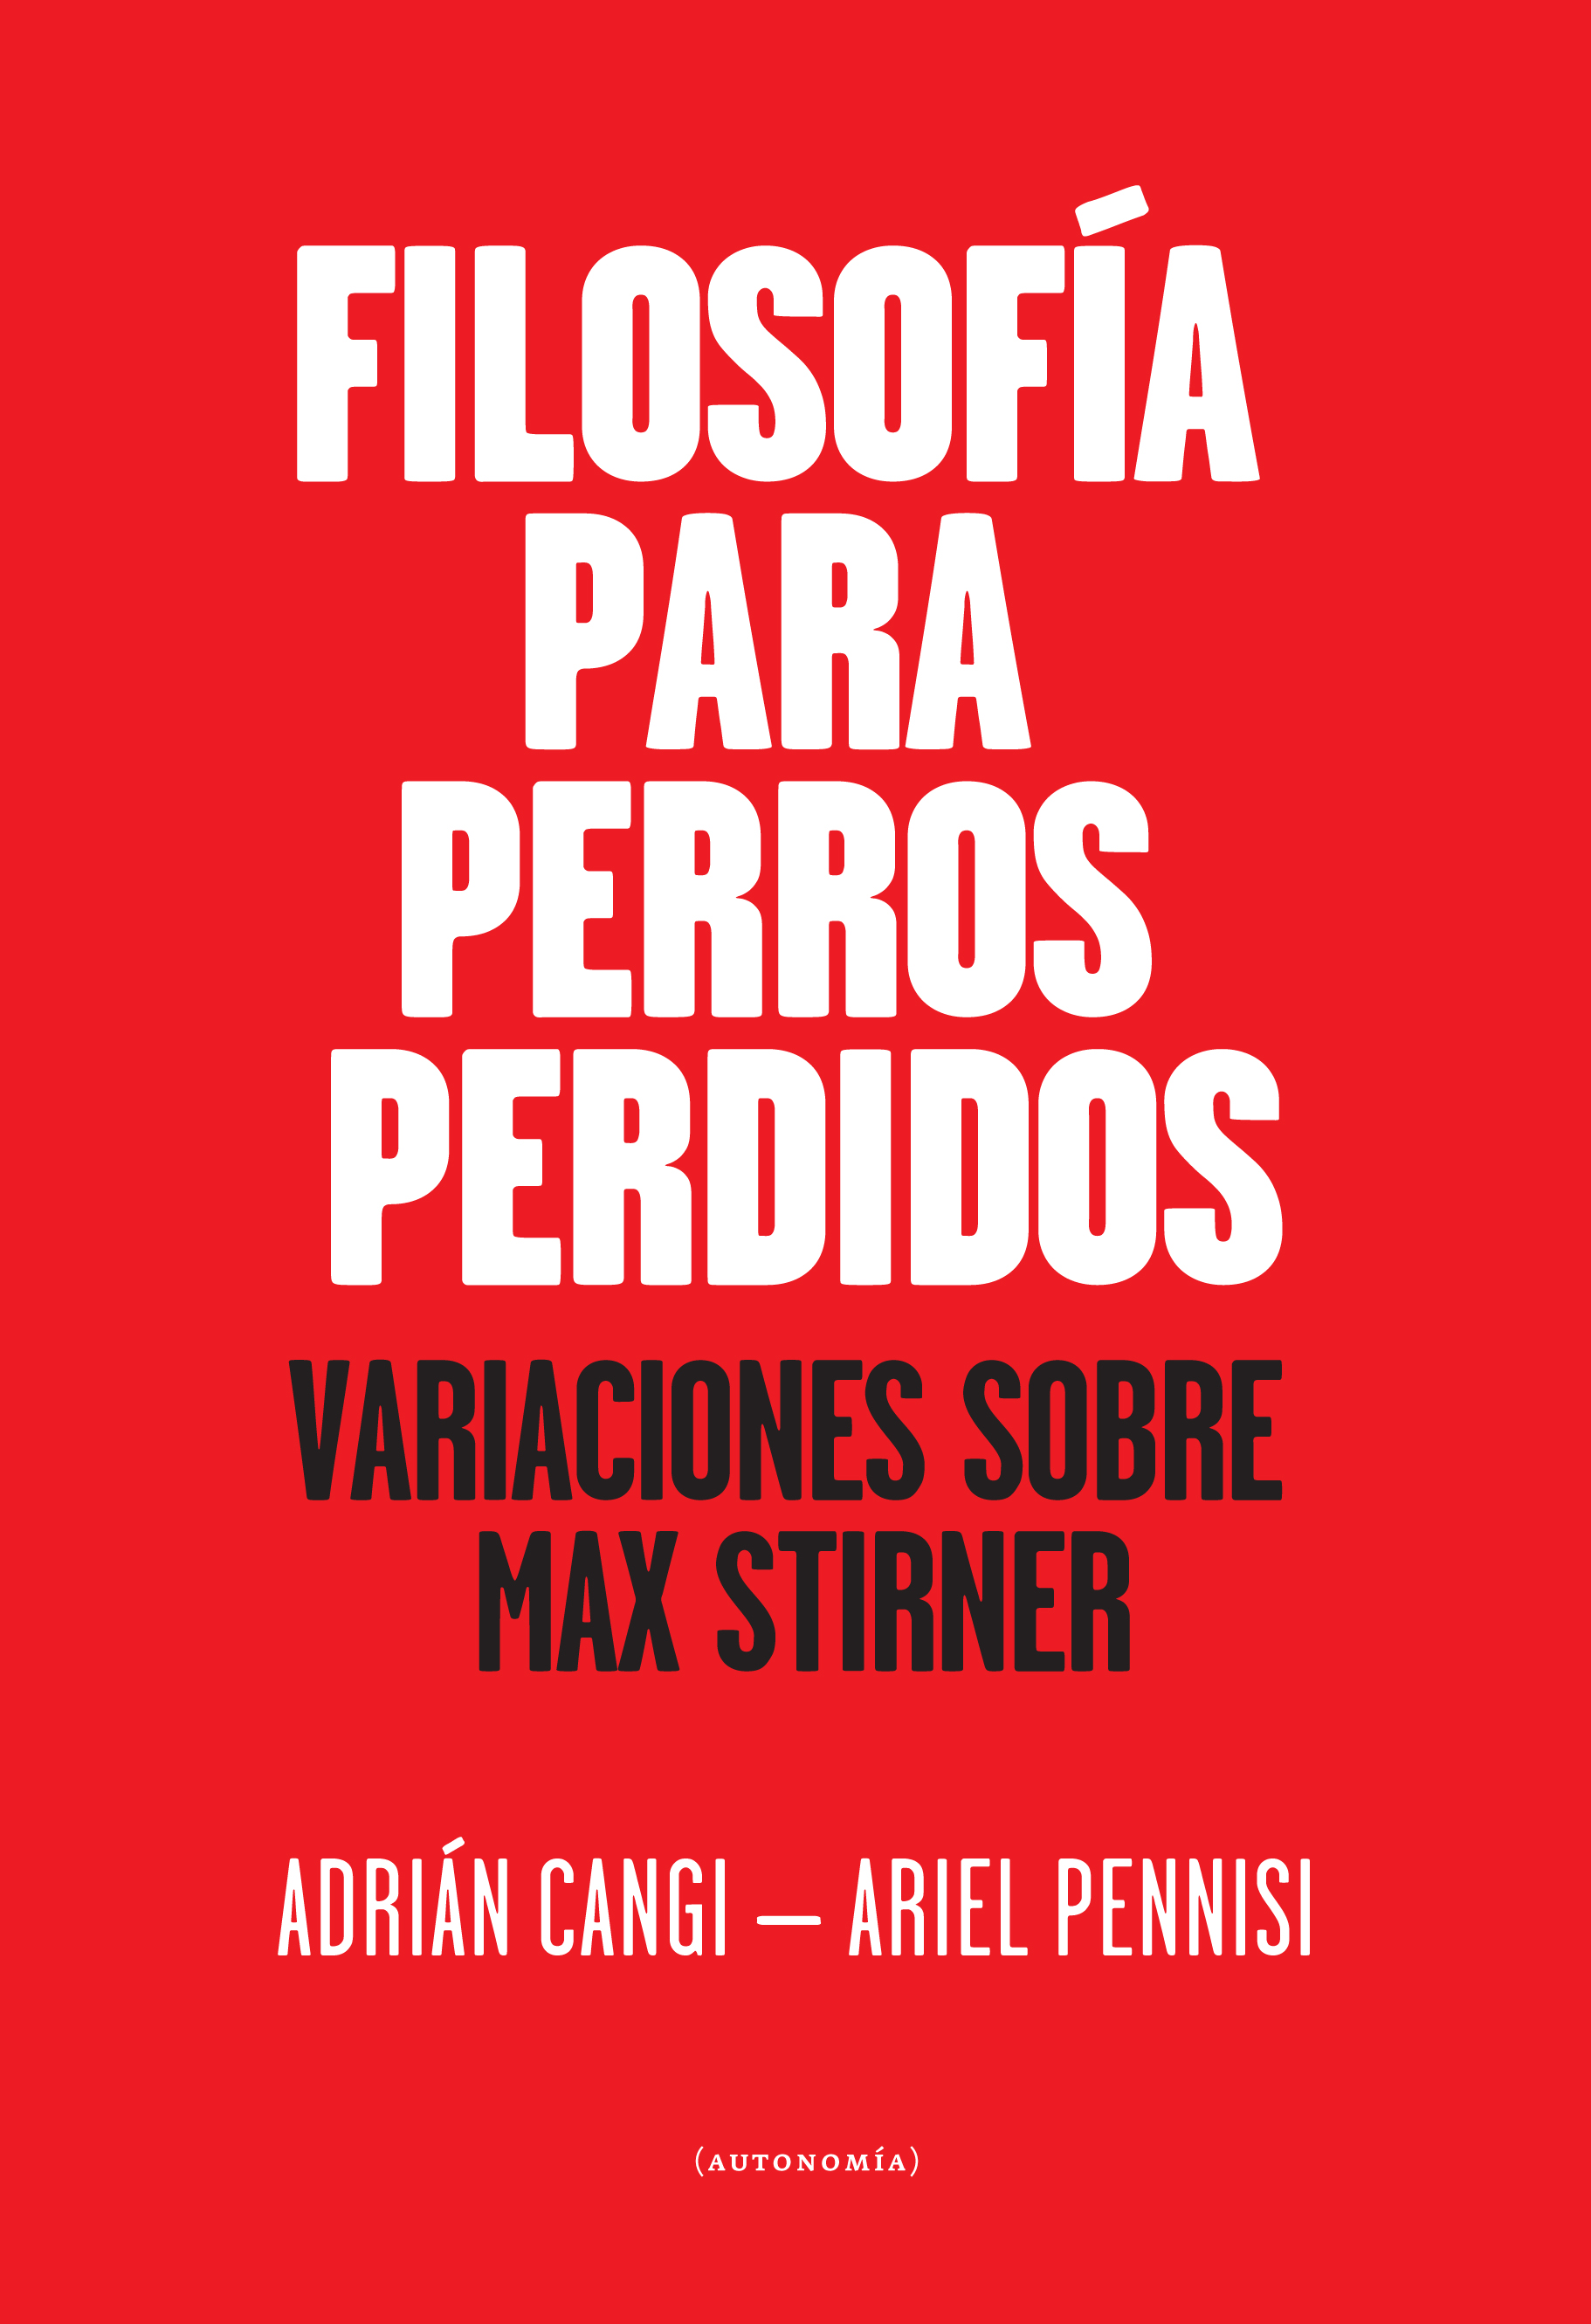 FILOSOFÍA
PARA
PERROS
PERDIDOS
VARIACIONES SOBRE
MAX STIRNER
ADRIÁN CANGI — ARIEL PENNISI
(AUTONOMÍA)